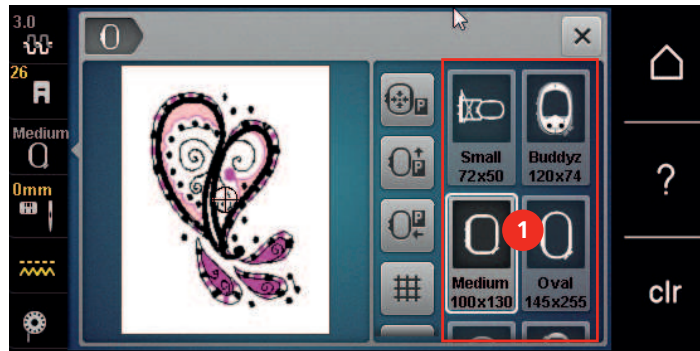 3.0
26
Medium
0mm
P
P
P
Small
72x50
Buddyz
120x74
Medium
100x130
Oval
145x255
1
?
clr